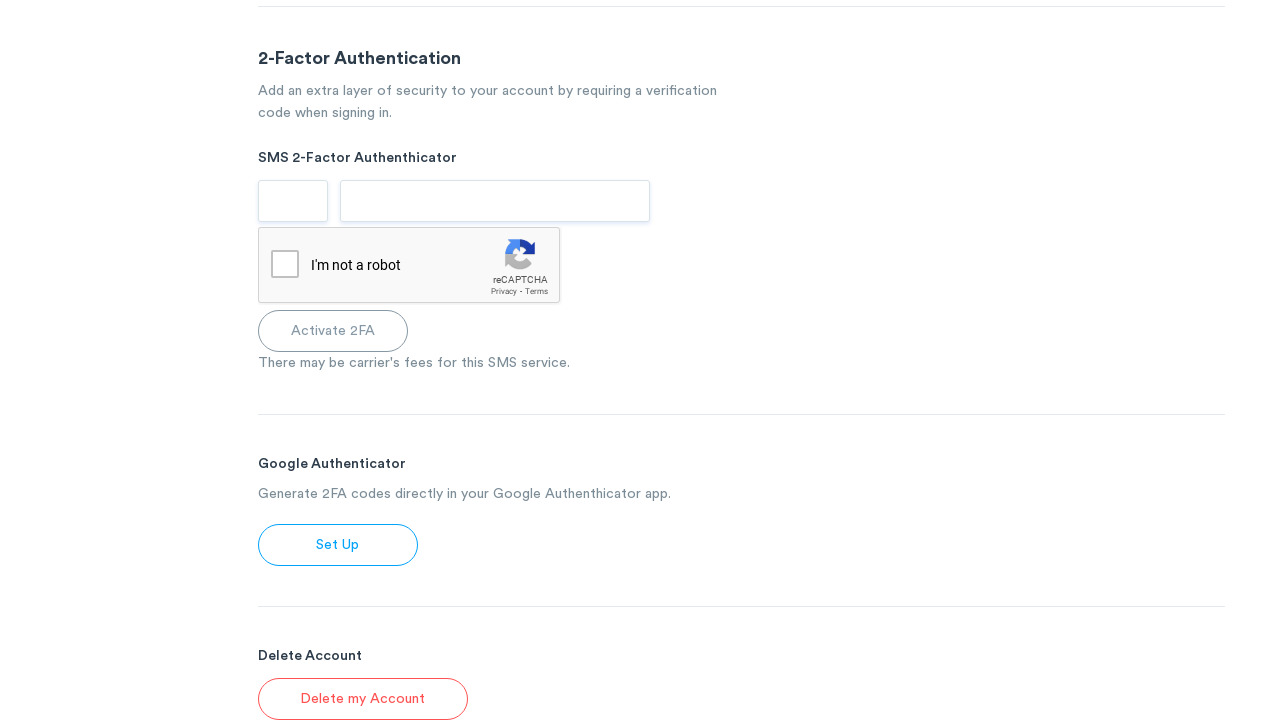 2-Factor Authentication
Add an extra layer of security to your account by requiring a verification
code when signing in.
SMS 2-Factor Authenthicator
I'm not a robot
reCAPTCHA
Privacy - Terms
Activate 2FA
There may be carrier's fees for this SMS service.
Google Authenticator
Generate 2FA codes directly in your Google Authenthicator app.
Set Up
Delete Account
Delete my Account